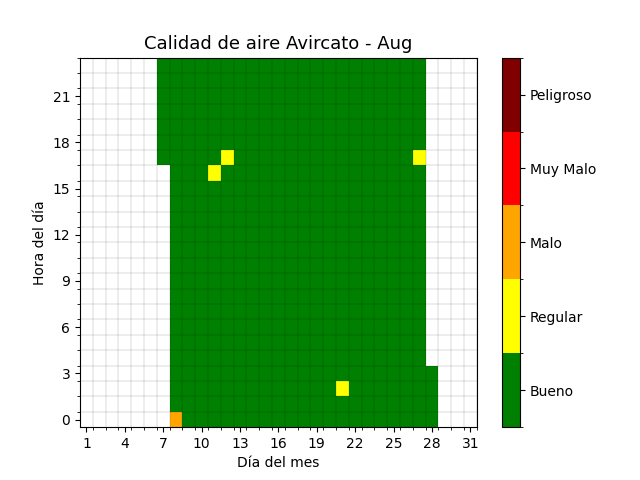 Calidad de aire Avircato - Aug
21
18
15
12
9
6
3
0
Hora del día
1 4 7 10 13 16 19 22 25 28 31
Día del mes
Peligroso
Muy Malo
Malo
Regular
Bueno